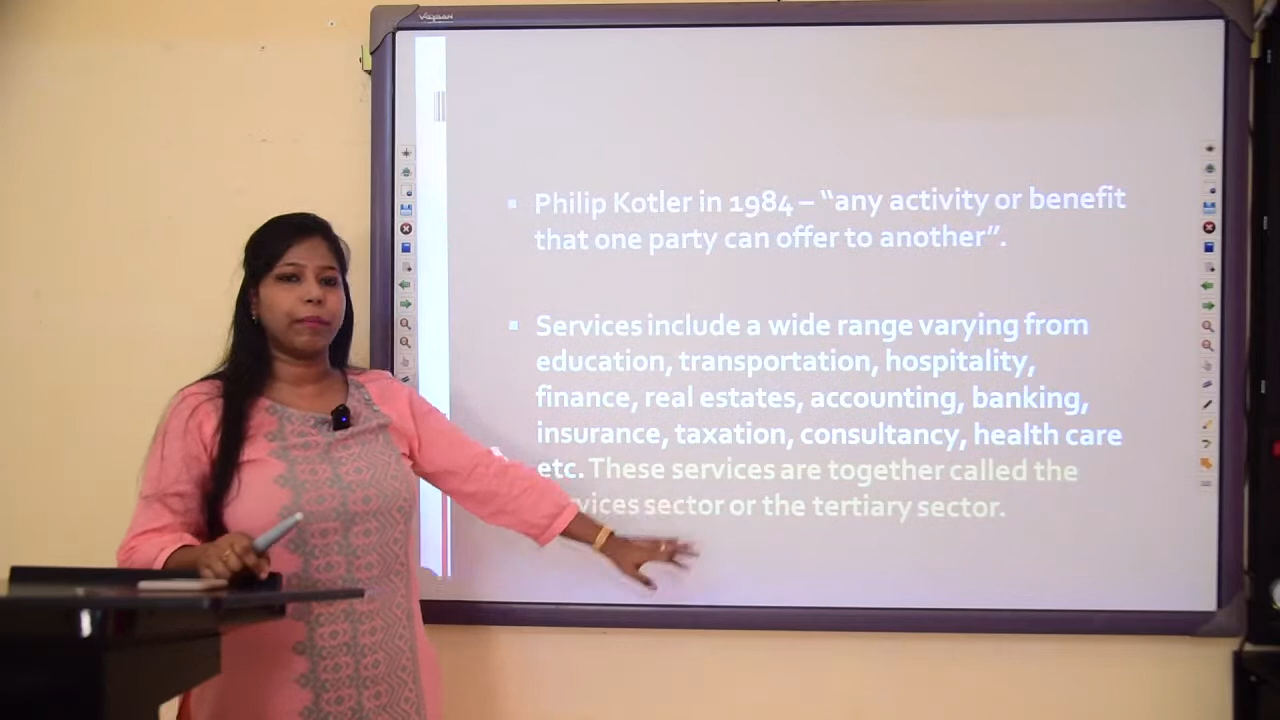 Philip Kotler in 1984 – “any activity or benefit
that one party can offer to another”.
Services include a wide range varying from
education, transportation, hospitality,
finance, real estates, accounting, banking,
insurance, taxation, consultancy, health care
etc. These services are together called the
sector or the tertiary sector.